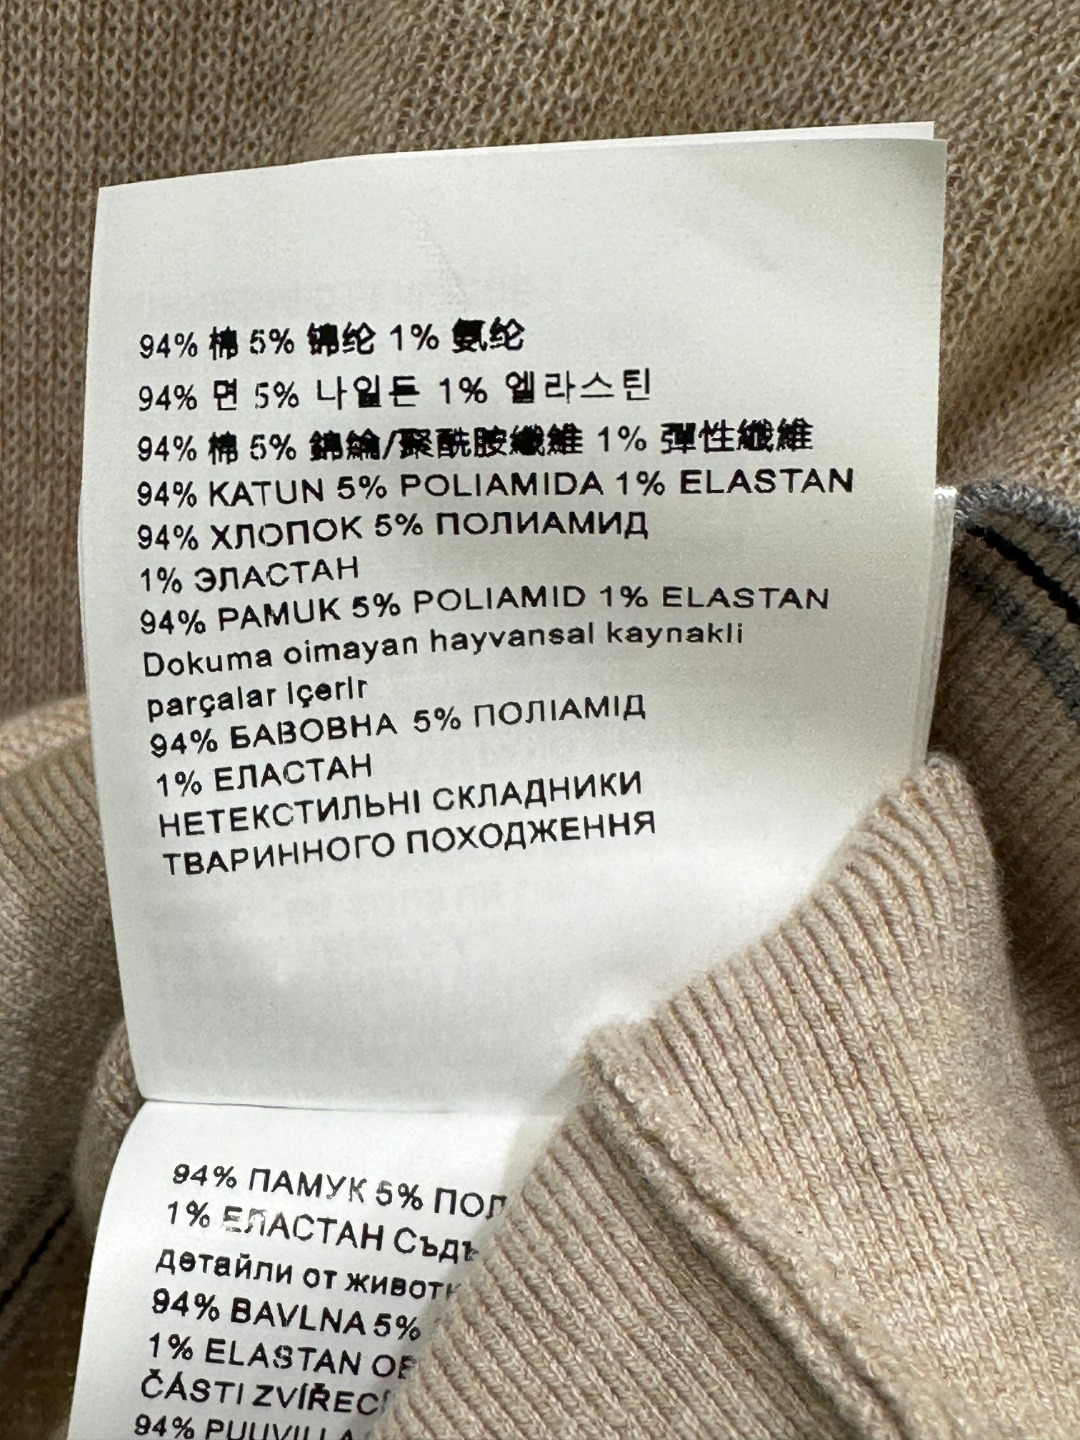 94% 棉 5% 锦纶 1% 氨纶
94% 면 5% 나일든 1% 엘라스틴
94% 棉 5% 錦綸/聚酰胺纖維 1% 彈性纖維
94% KATUN 5% POLIAMIDA 1% ELASTAN
94% ХЛОПОК 5% ПОЛИАМИД
1% ЭЛАСТАН
94% PAMUK 5% POLIAMID 1% ELASTAN
Dokuma oimayan hayvansal kaynakli
parçalar içerir
94% БАВОВНА 5% ПОЛІАМІД
1% ЕЛАСТАН
НЕТЕКСТИЛЬНІ СКЛАДНИКИ
ТВАРИННОГО ПОХОДЖЕННЯ
94% ПАМУК 5%
1% ЕЛАСТАН
детайли от
94% BAVLNA 5%
1% ELASTAN
ČÁSTI
94%